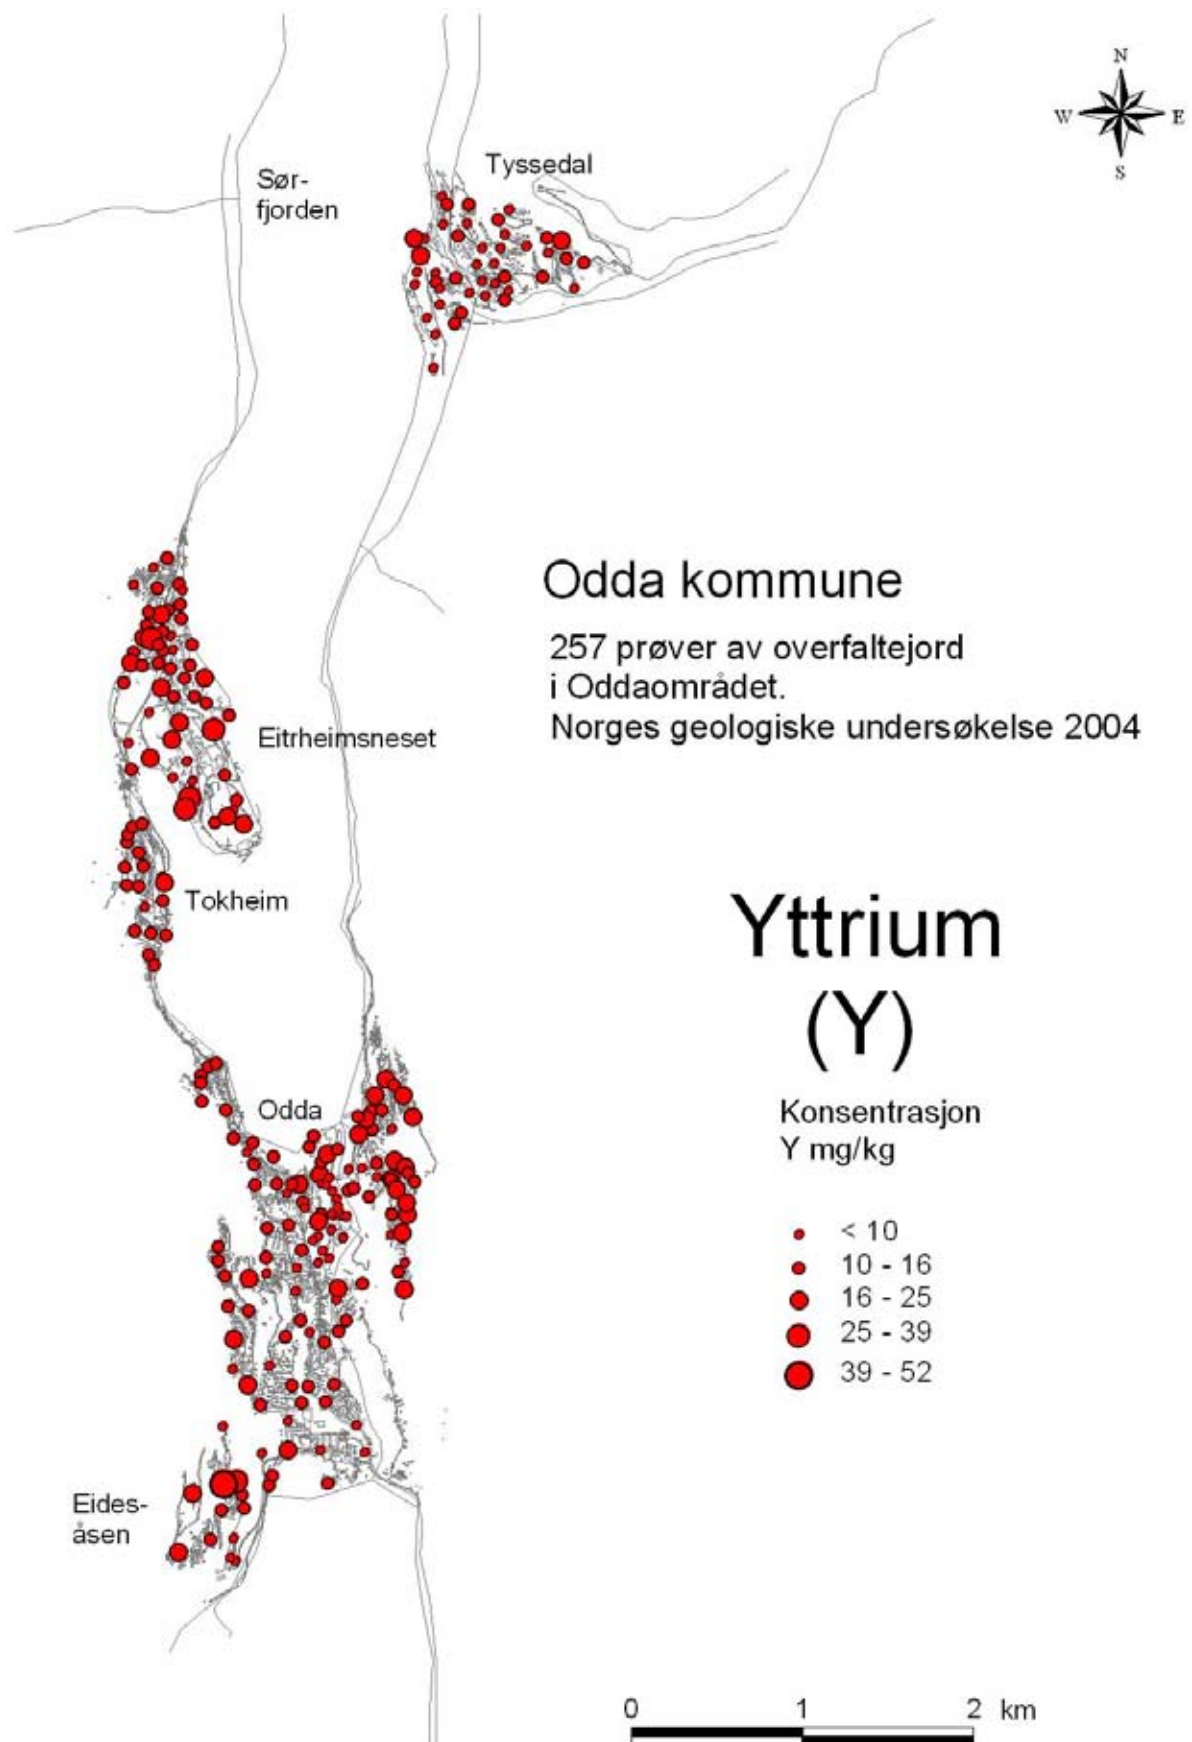 N
W E
S
Tyssedal
Sør-
fjorden
Odda kommune
257 prøver av overfaltejord
i Oddaområdet.
Norges geologiske undersøkelse 2004
Eitrheimsneset
Tokheim
Yttrium
(Y)
Odda
Konsentrasjon
Y mg/kg
< 10
10 - 16
16 - 25
25 - 39
39 - 52
Eides-
åsen
0 1 2 km